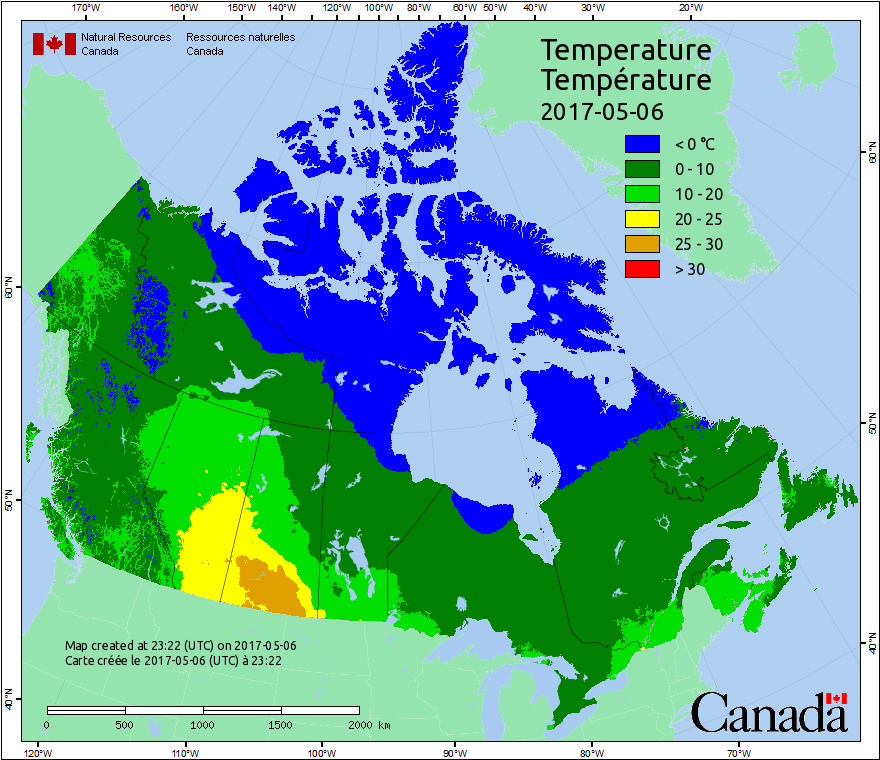 170°W 160°W 150°W 140°W 130°W 120°W 110°W 100°W 90°W 80°W 60°W 50°W 40°W 30°W 20°W
Natural Resources Ressources naturelles
Canada Canada
Temperature
Température
2017-05-06
< 0 °C
0 - 10
10 - 20
20 - 25
25 - 30
> 30
60°N
60°N
50°N
50°N
40°N
40°N
Map created at 23:22 (UTC) on 2017-05-06
Carte créée le 2017-05-06 (UTC) à 23:22
0 500 1000 1500 2000 km
Canada
120°W 110°W 100°W 90°W 80°W 70°W